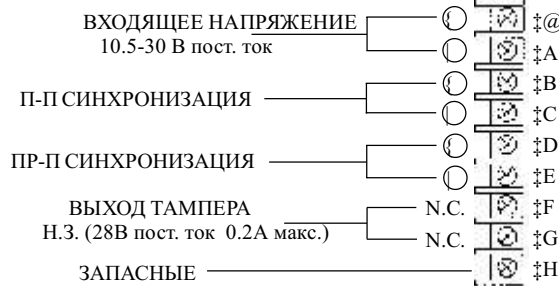 ВХОДЯЩЕЕ НАПРЯЖЕНИЕ
10.5-30 В пост. ток
П-П СИНХРОНИЗАЦИЯ
ПР-П СИНХРОНИЗАЦИЯ
ВЫХОД ТАМПЕРА
Н.З. (28В пост. ток 0.2А макс.)
ЗАПАСНЫЕ
N.C.
N.C.
‡@
‡A
‡B
‡C
‡D
‡E
‡F
‡G
‡H